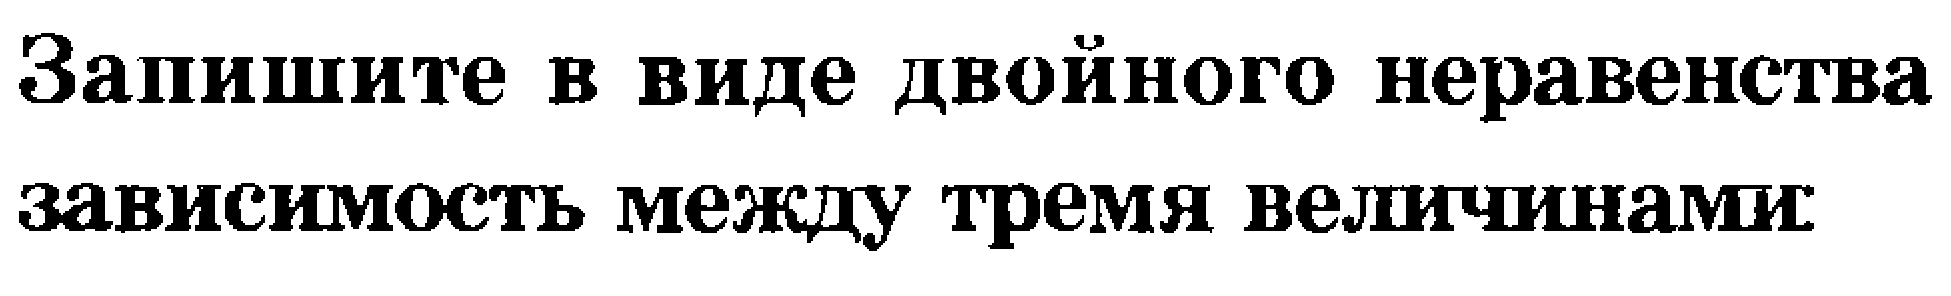 Запишите в виде двойного неравенства
зависимость между тремя величинами: